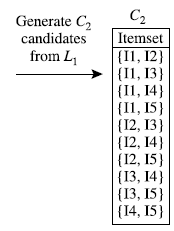 Generate C2
candidates
from L1
C2
Itemset
{I1, I2}
{I1, I3}
{I1, I4}
{I1, I5}
{I2, I3}
{I2, I4}
{I2, I5}
{I3, I4}
{I3, I5}
{I4, I5}